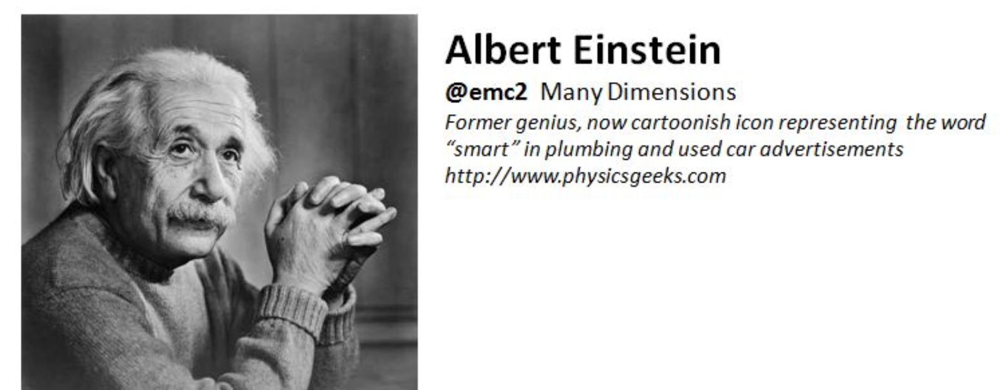 Albert Einstein
@emc2 Many Dimensions
Former genius, now cartoonish icon representing the word
“smart” in plumbing and used car advertisements
http://www.physicsgeeks.com